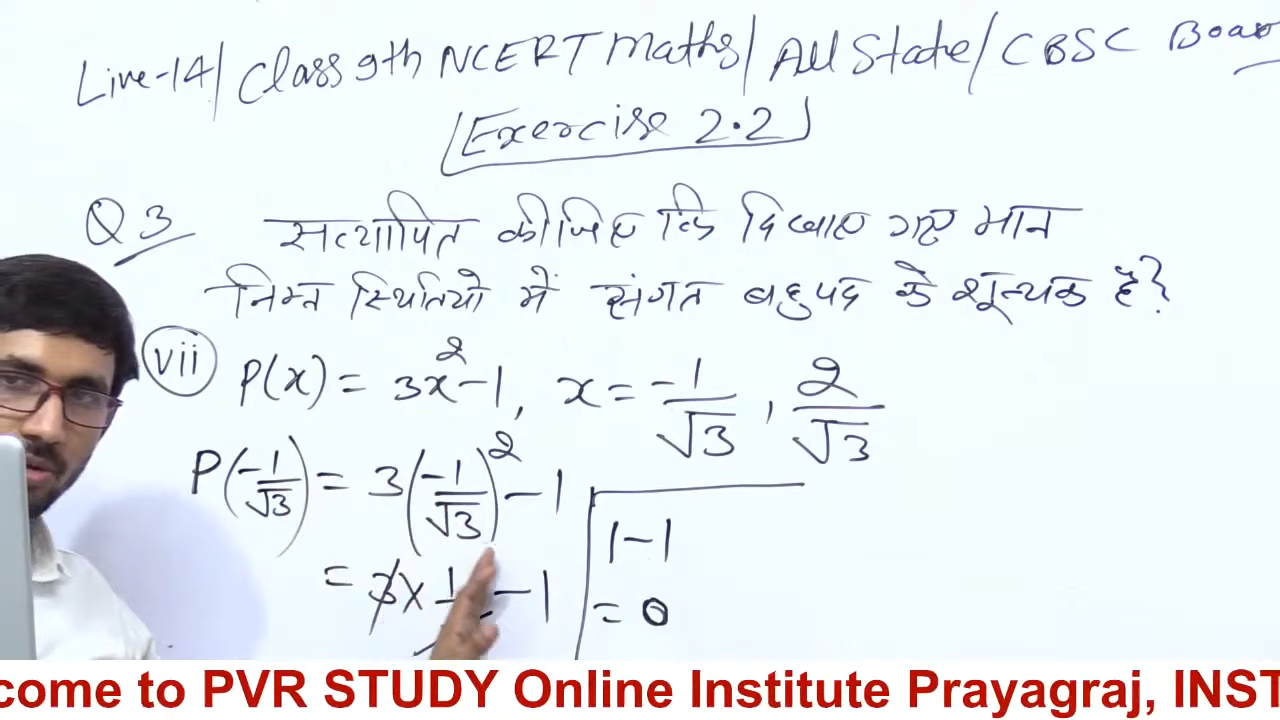 Live-14/ Class 9th NCERT Maths/ All State/ CBSC Boar
Exercise 2.2
Q 3 सत्यापित कीजिए कि दिखाए गए मान
निम्न स्थितियो में संगत बहुपद के शून्यक है?
vii P(x) = 3x² - 1, x = -1/√3, 2/√3
P(-1/√3) = 3(-1/√3)² - 1
= 3 × 1 - 1
1 - 1
= 0
come to PVR STUDY Online Institute Prayagraj, INST